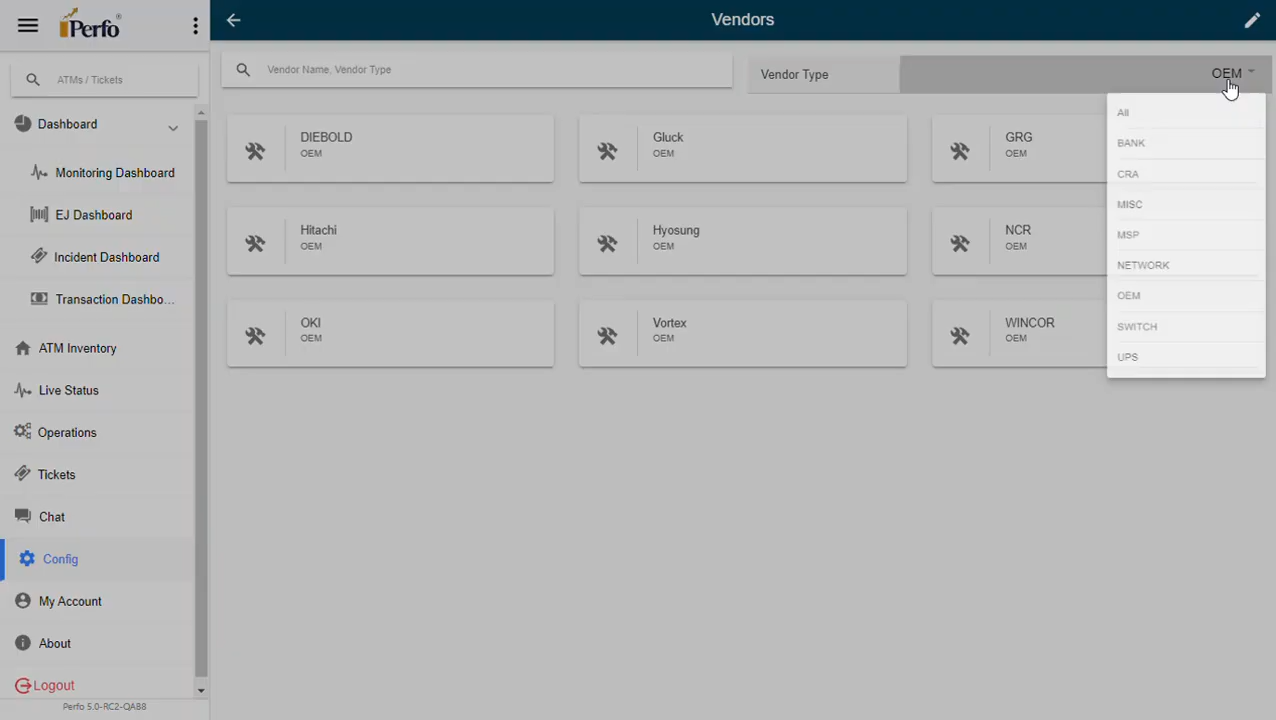 Perfo®
Vendors
ATMs / Tickets
Vendor Name, Vendor Type
Vendor Type
OEM
Dashboard
Monitoring Dashboard
EJ Dashboard
Incident Dashboard
Transaction Dashbo...
ATM Inventory
Live Status
Operations
Tickets
Chat
Config
My Account
About
Logout
Perfo 5.0-RC2-QAB8
DIEBOLD
OEM
Gluck
OEM
GRG
OEM
Hitachi
OEM
Hyosung
OEM
NCR
OEM
OKI
OEM
Vortex
OEM
WINCOR
OEM
All
BANK
CRA
MISC
MSP
NETWORK
OEM
SWITCH
UPS